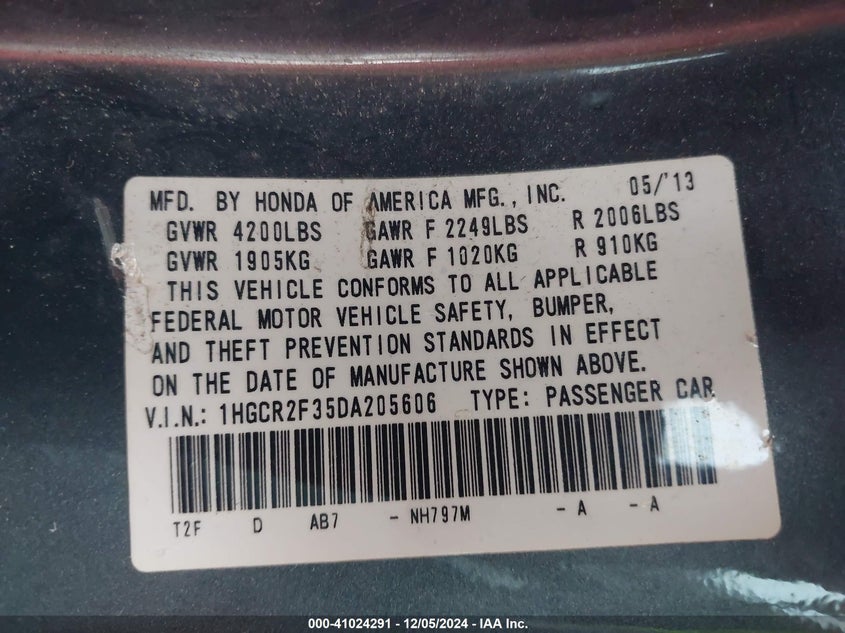 MFD. BY HONDA OF AMERICA MFG., INC. 05/'13
GVWR 4200LBS GAWR F 2249LBS R 2006LBS
GVWR 1905KG GAWR F 1020KG R 910KG
THIS VEHICLE CONFORMS TO ALL APPLICABLE
FEDERAL MOTOR VEHICLE SAFETY, BUMPER,
AND THEFT PREVENTION STANDARDS IN EFFECT
ON THE DATE OF MANUFACTURE SHOWN ABOVE.
V.I.N.: 1HGCR2F35DA205606 TYPE: PASSENGER CAR
T2F D AB7 - NH797M - A - A
000-41024291 - 12/05/2024 - IAA Inc.